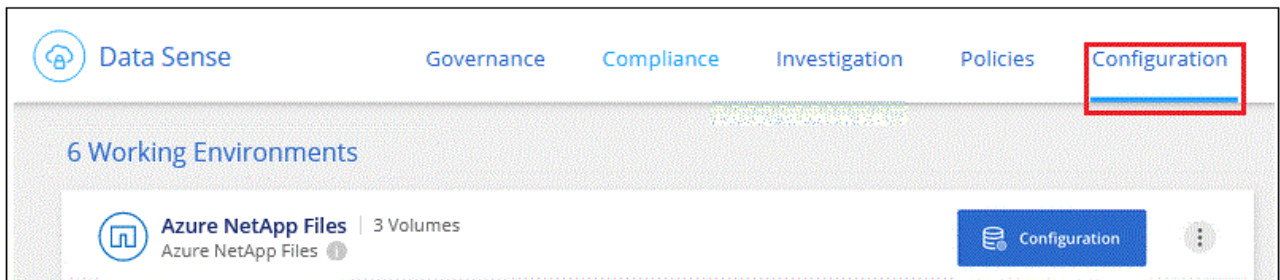 Data Sense Governance Compliance Investigation Policies Configuration
6 Working Environments
Azure NetApp Files | 3 Volumes
Azure NetApp Files
Configuration